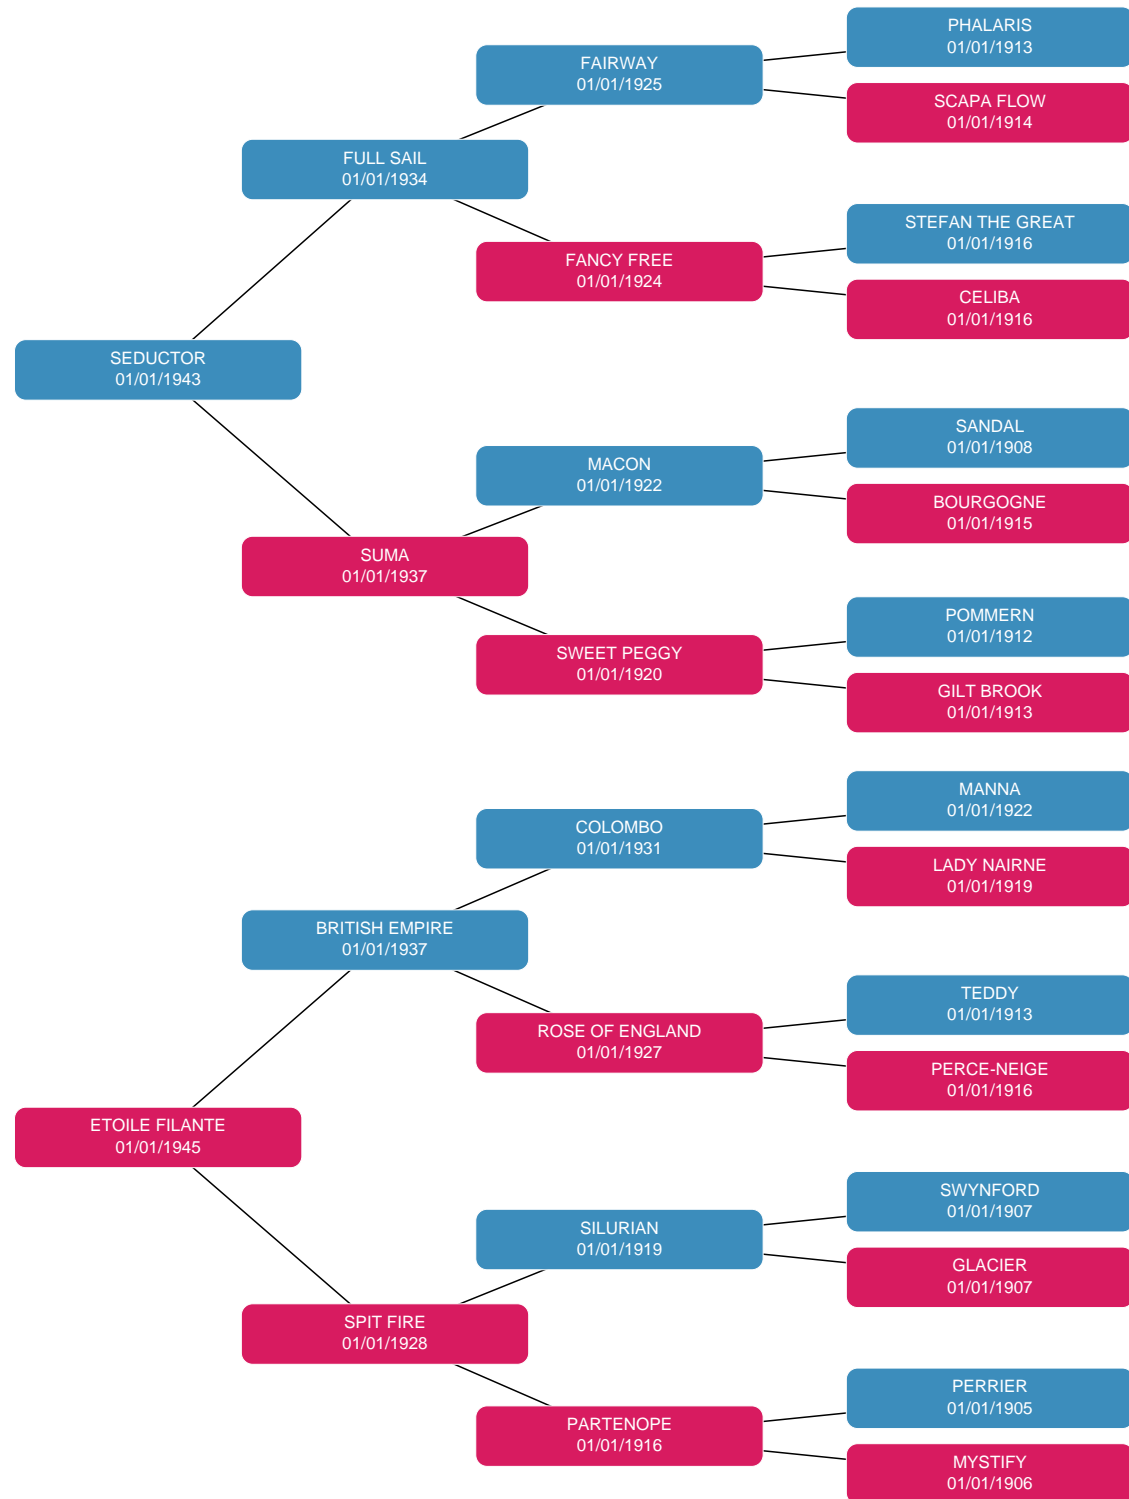 PHALARIS
01/01/1913
FAIRWAY
01/01/1925
SCAPA FLOW
01/01/1914
FULL SAIL
01/01/1934
STEFAN THE GREAT
01/01/1916
FANCY FREE
01/01/1924
CELIBA
01/01/1916
SEDUCTOR
01/01/1943
SANDAL
01/01/1908
MACON
01/01/1922
BOURGOGNE
01/01/1915
SUMA
01/01/1937
POMMERN
01/01/1912
SWEET PEGGY
01/01/1920
GILT BROOK
01/01/1913
MANNA
01/01/1922
COLOMBO
01/01/1931
LADY NAIRNE
01/01/1919
BRITISH EMPIRE
01/01/1937
TEDDY
01/01/1913
ROSE OF ENGLAND
01/01/1927
PERCE-NEIGE
01/01/1916
ETOILE FILANTE
01/01/1945
SWYNFORD
01/01/1907
SILURIAN
01/01/1919
GLACIER
01/01/1907
SPIT FIRE
01/01/1928
PERRIER
01/01/1905
PARTENOPE
01/01/1916
MYSTIFY
01/01/1906